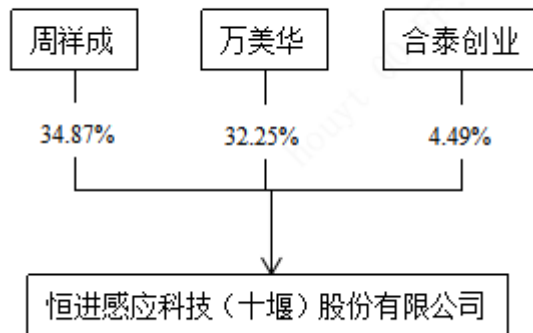 周祥成
万美华
合泰创业
34.87%
32.25%
4.49%
恒进感应科技（十堰）股份有限公司